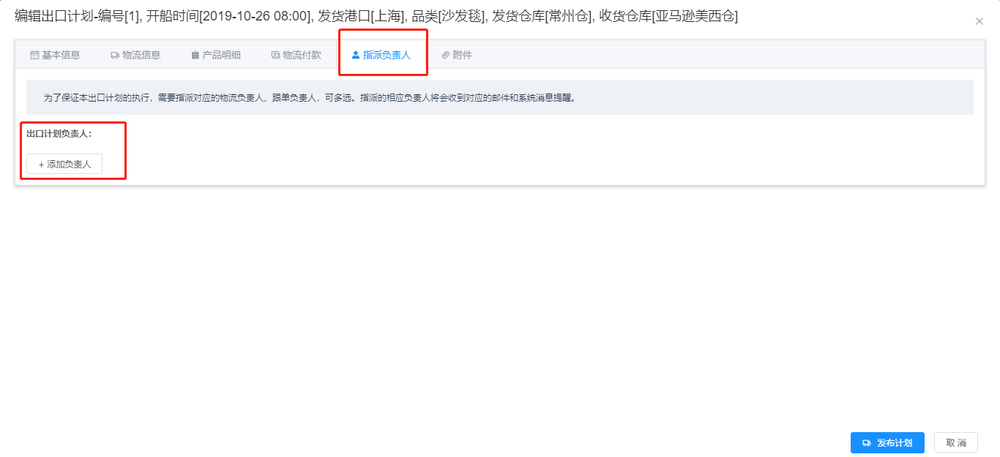 编辑出口计划-编号[1], 开船时间[2019-10-26 08:00], 发货港口[上海], 品类[沙发毯], 发货仓库[常州仓], 收货仓库[亚马逊美西仓]
基本信息 物流信息 产品明细 物流付款 指派负责人 附件
为了保证本出口计划的执行，需要指派对应的物流负责人、跟单负责人，可多选。指派的相应负责人将会收到对应的邮件和系统消息提醒。
出口计划负责人：
+ 添加负责人
发布计划 取 消